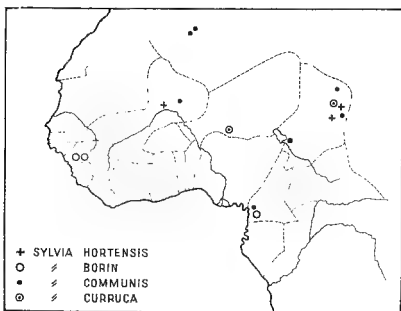 + SYLVIA HORTENSIS
○ 〃 BORIN
• 〃 COMMUNIS
⊙ 〃 CURRUCA